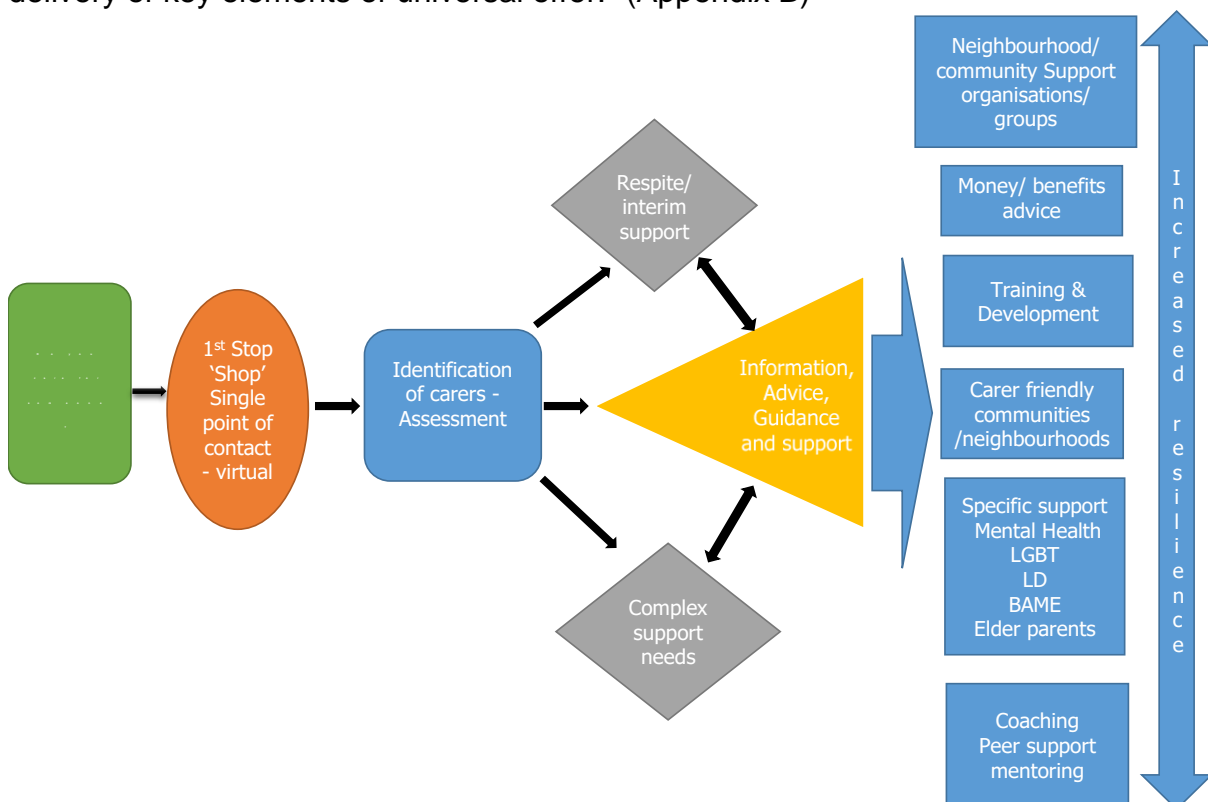 1st Stop
‘Shop’
Single
point of
contact
- virtual
Identification
of carers -
Assessment
Respite/
interim
support
Complex
support
needs
Information,
Advice,
Guidance
and support
Neighbourhood/
community Support
organisations/
groups
Money/ benefits
advice
Training &
Development
Carer friendly
communities
/neighbourhoods
Specific support
Mental Health
LGBT
LD
BAME
Elder parents
Coaching
Peer support
mentoring
Increased resilience